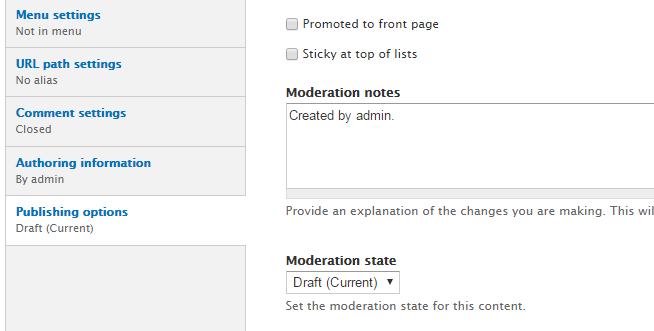 Menu settings
Not in menu
URL path settings
No alias
Comment settings
Closed
Authoring information
By admin
Publishing options
Draft (Current)
Promoted to front page
Sticky at top of lists
Moderation notes
Created by admin.
Provide an explanation of the changes you are making. This wil
Moderation state
Draft (Current)
Set the moderation state for this content.